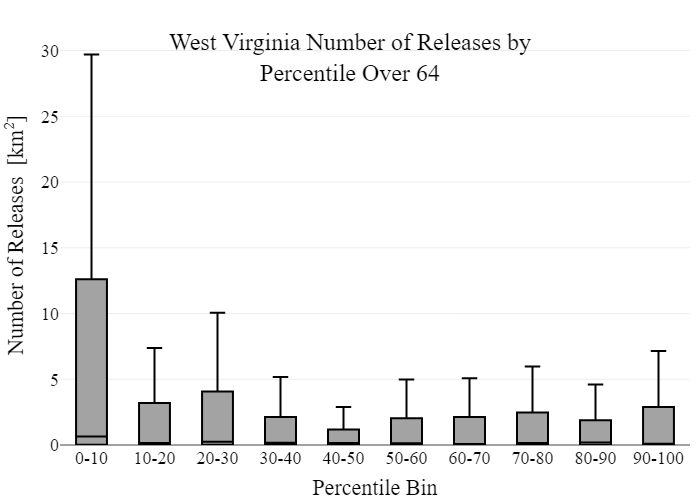 West Virginia Number of Releases by
Percentile Over 64
Number of Releases [km²]
30
25
20
15
10
5
0
0-10 10-20 20-30 30-40 40-50 50-60 60-70 70-80 80-90 90-100
Percentile Bin